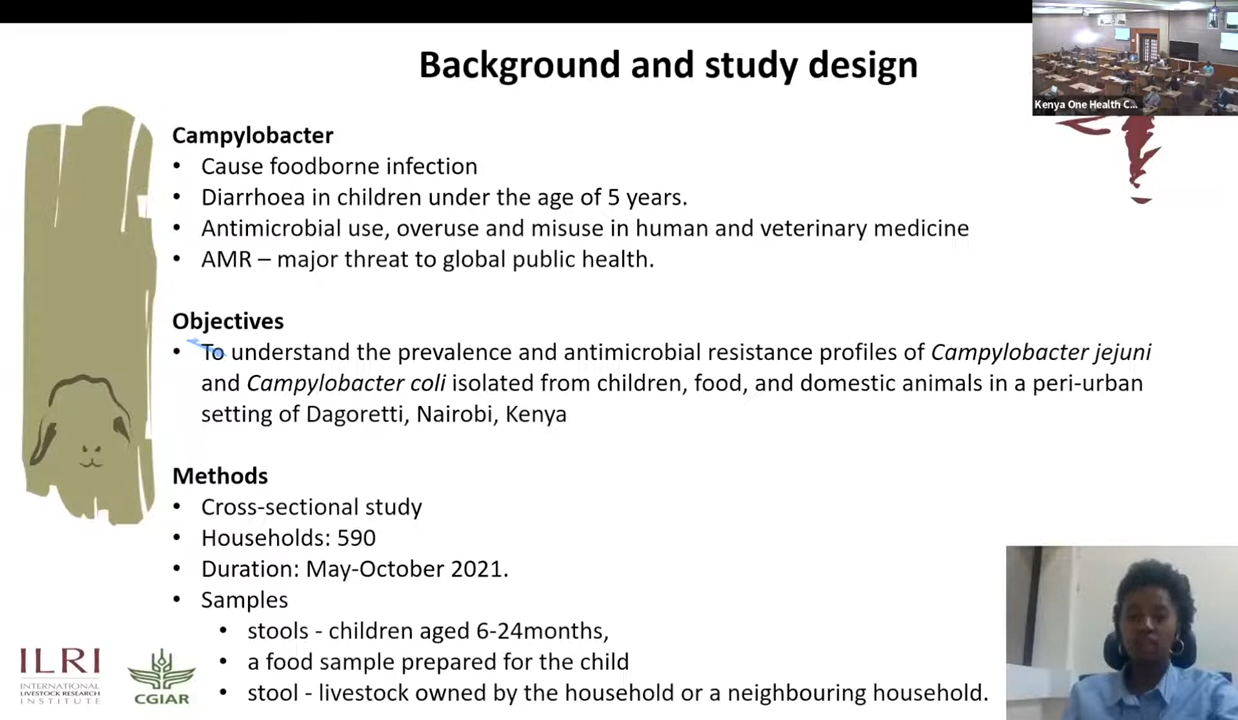 Background and study design
Kenya One Health C...
Campylobacter
• Cause foodborne infection
• Diarrhoea in children under the age of 5 years.
• Antimicrobial use, overuse and misuse in human and veterinary medicine
• AMR – major threat to global public health.
Objectives
• To understand the prevalence and antimicrobial resistance profiles of Campylobacter jejuni
and Campylobacter coli isolated from children, food, and domestic animals in a peri-urban
setting of Dagoretti, Nairobi, Kenya
Methods
• Cross-sectional study
• Households: 590
• Duration: May-October 2021.
• Samples
• stools - children aged 6-24months,
• a food sample prepared for the child
• stool - livestock owned by the household or a neighbouring household.
ILRI
INTERNATIONAL
LIVESTOCK RESEARCH
INSTITUTE
CGIAR